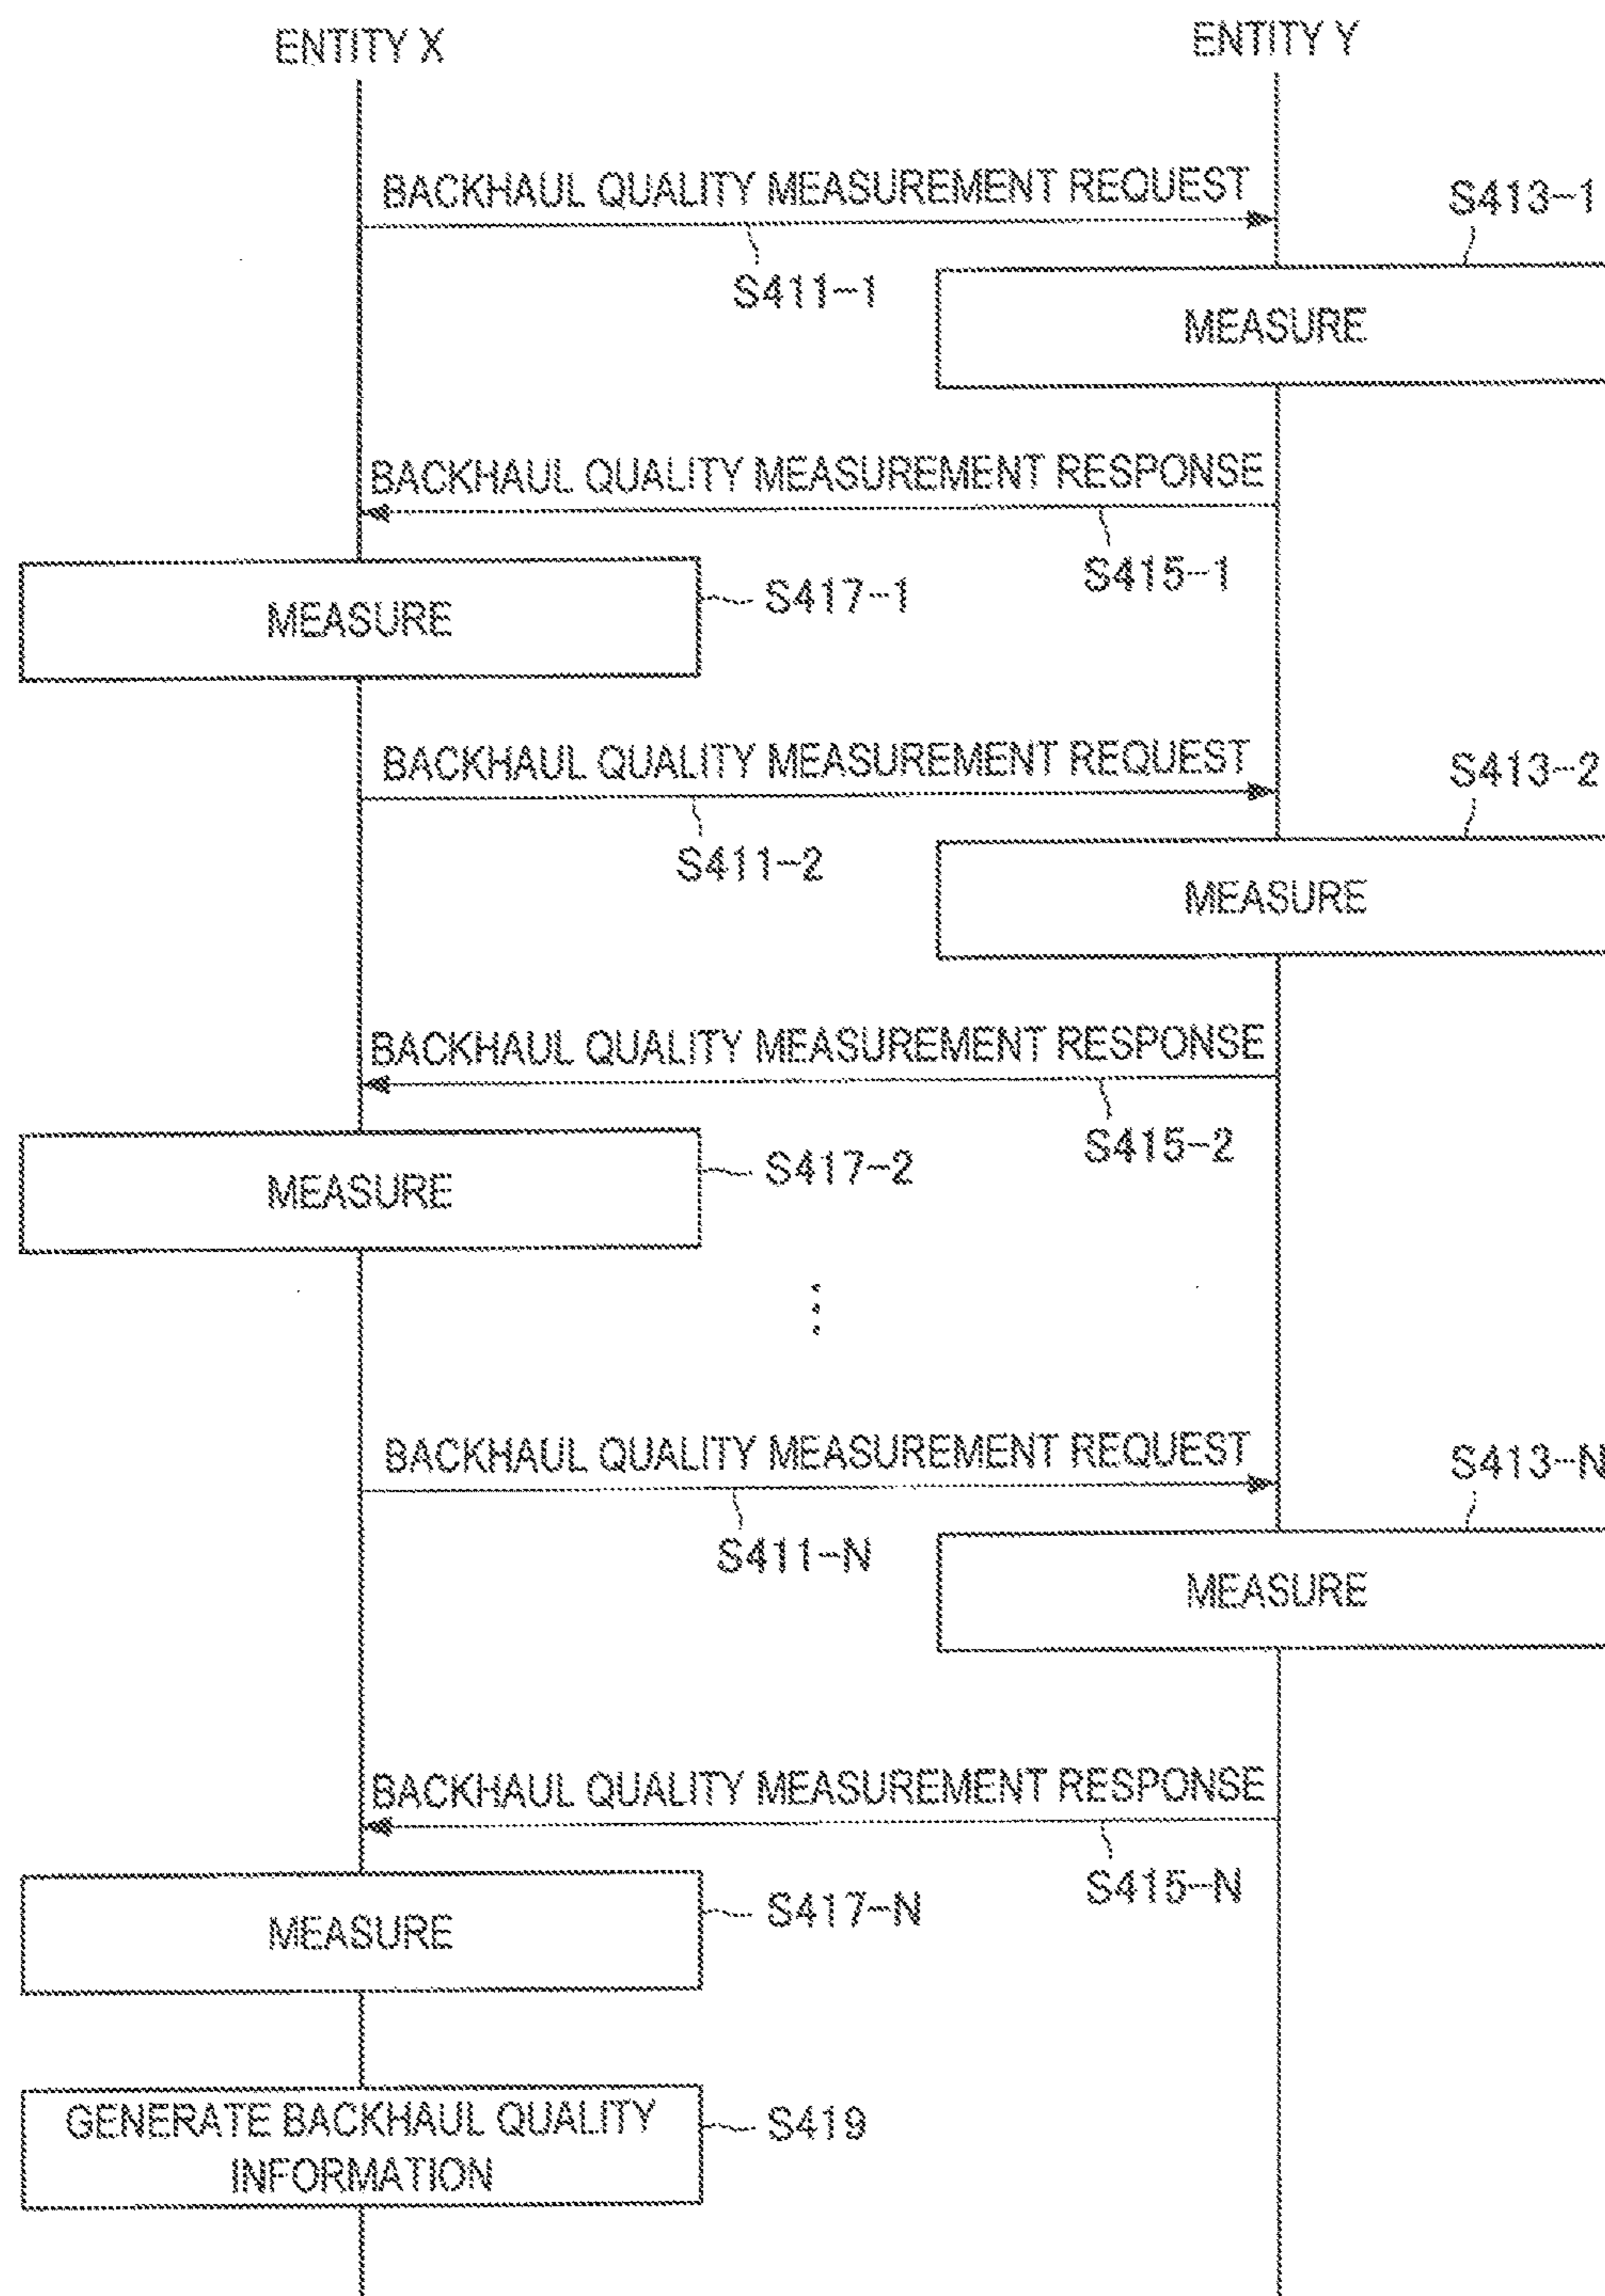 ENTITY X
ENTITY Y
BACKHAUL QUALITY MEASUREMENT REQUEST
S411-1
S413-1
MEASURE
BACKHAUL QUALITY MEASUREMENT RESPONSE
S415-1
MEASURE
S417-1
BACKHAUL QUALITY MEASUREMENT REQUEST
S411-2
S413-2
MEASURE
BACKHAUL QUALITY MEASUREMENT RESPONSE
S415-2
MEASURE
S417-2
BACKHAUL QUALITY MEASUREMENT REQUEST
S411-N
S413-N
MEASURE
BACKHAUL QUALITY MEASUREMENT RESPONSE
S415-N
MEASURE
S417-N
GENERATE BACKHAUL QUALITY
INFORMATION
S419